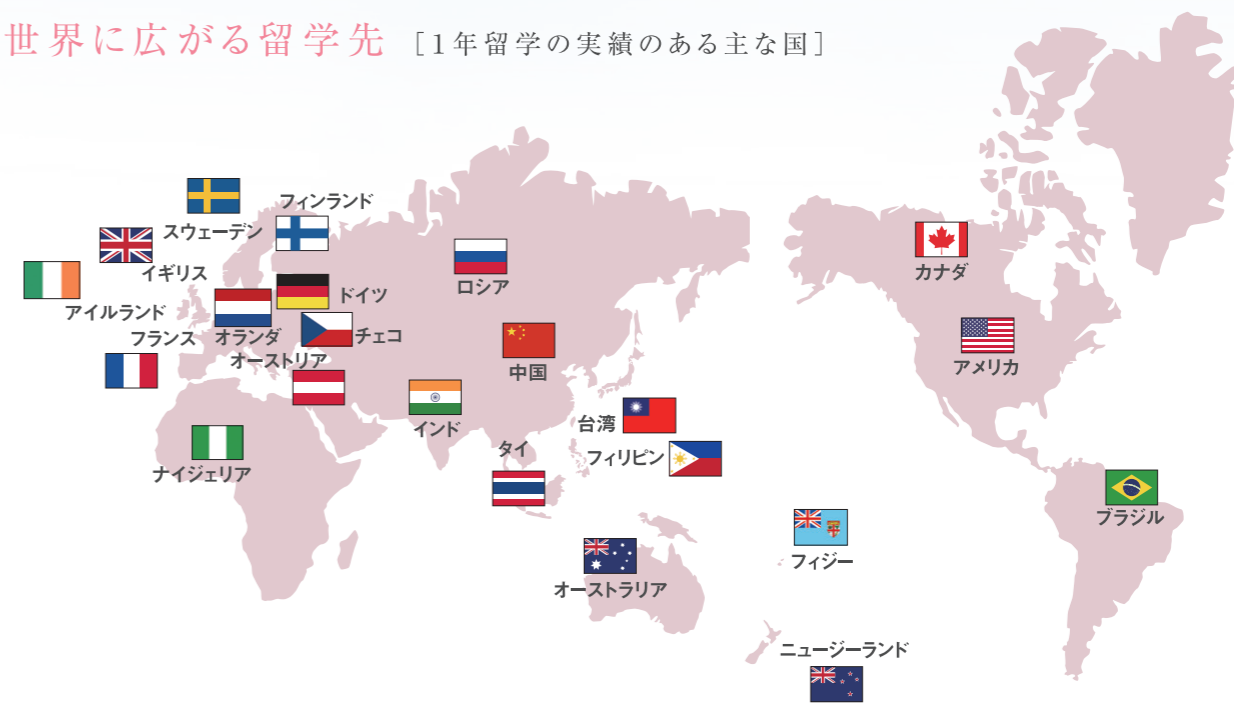 世界に広がる留学先 [1年留学の実績のある主な国]
スウェーデン
フィンランド
イギリス
アイルランド
フランス
オランダ
ドイツ
チェコ
オーストリア
ロシア
中国
インド
タイ
台湾
フィリピン
ナイジェリア
オーストラリア
フィジー
ニュージーランド
カナダ
アメリカ
ブラジル